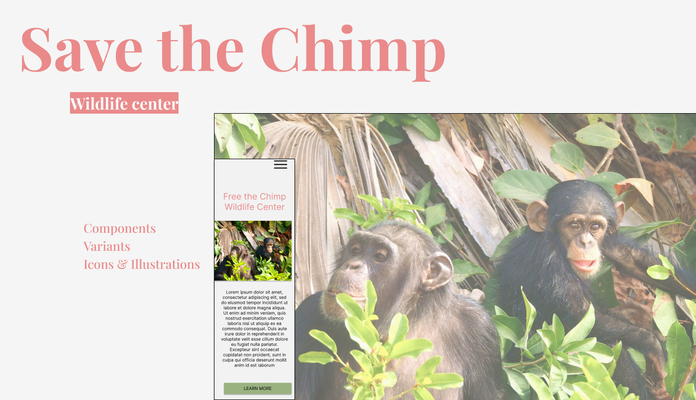 Save the Chimp
Wildlife center
Components
Variants
Icons & Illustrations
Free the Chimp
Wildlife Center
Lorem ipsum dolor sit amet,
consectetur adipiscing elit, sed
do eiusmod tempor incididunt ut
labore et dolore magna aliqua.
Ut enim ad minim veniam, quis
nostrud exercitation ullamco
laboris nisi ut aliquip ex ea
commodo consequat. Duis aute
irure dolor in reprehenderit in
voluptate velit esse cillum dolore
eu fugiat nulla pariatur.
Excepteur sint occaecat
cupidatat non proident, sunt in
culpa qui officia deserunt mollit
anim id est laborum
LEARN MORE